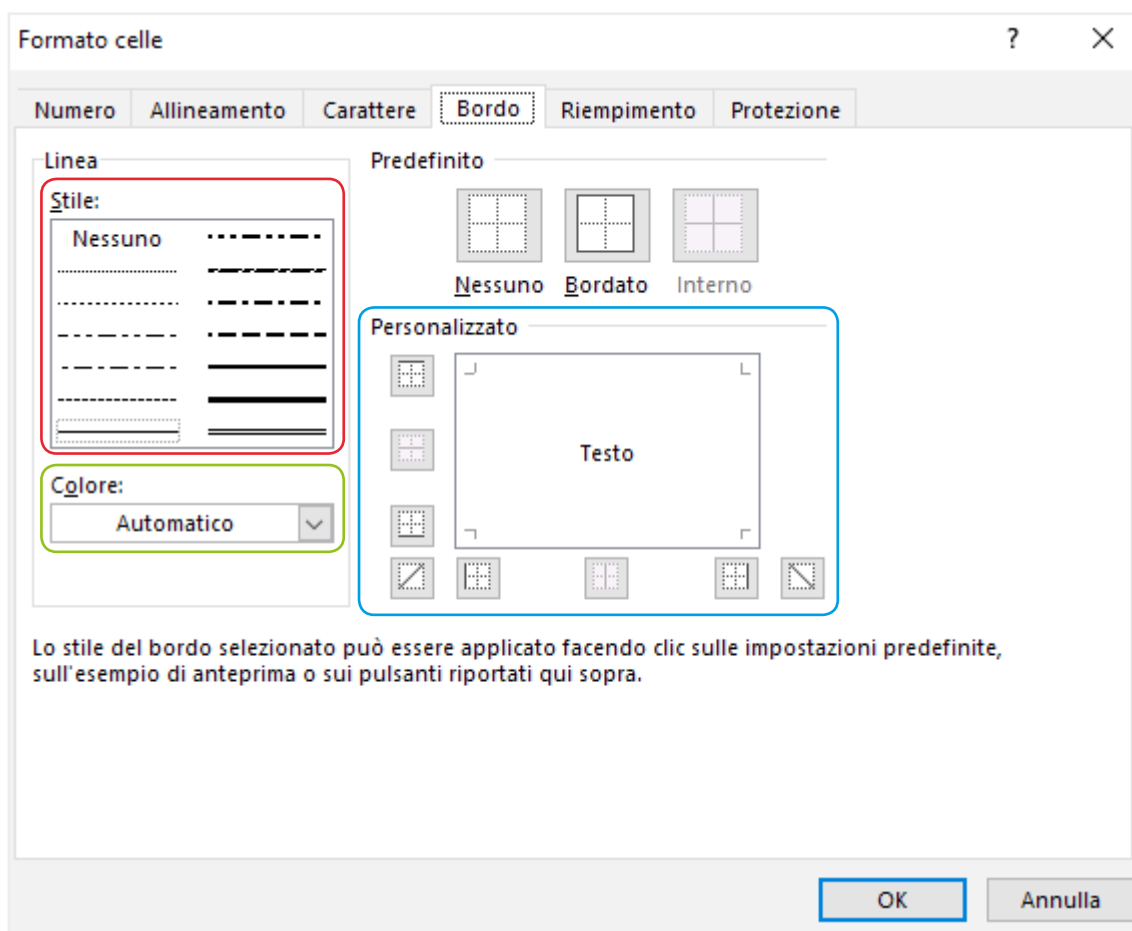 Formato celle ?
Numero Allineamento Carattere Bordo Riempimento Protezione
Linea
Stile:
Nessuno
Colore:
Automatico
Predefinito
Nessuno Bordato Interno
Personalizzato
Testo
Lo stile del bordo selezionato può essere applicato facendo clic sulle impostazioni predefinite,
sull'esempio di anteprima o sui pulsanti riportati qui sopra.
OK Annulla